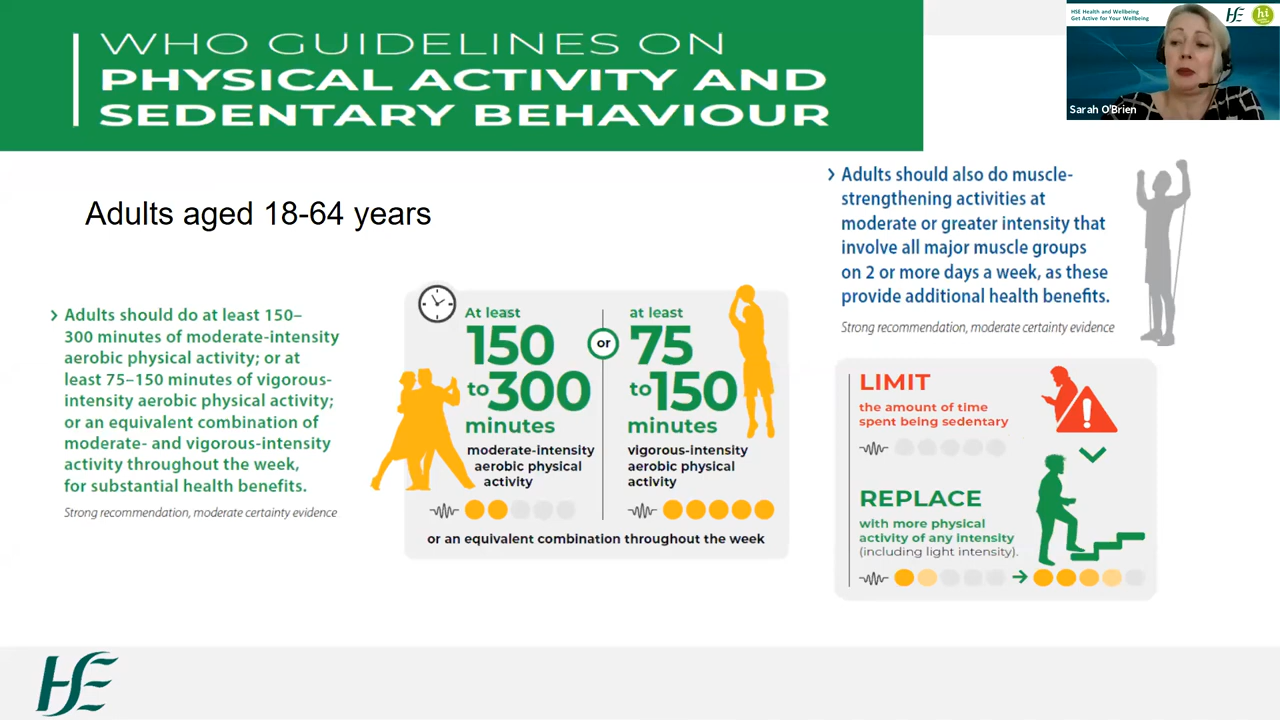 WHO GUIDELINES ON
PHYSICAL ACTIVITY AND
SEDENTARY BEHAVIOUR
HSE Health and Wellbeing
Get Active for Your Wellbeing
HSE
hi
Sarah O'Brien
Adults aged 18-64 years
› Adults should do at least 150–
300 minutes of moderate-intensity
aerobic physical activity; or at
least 75–150 minutes of vigorous-
intensity aerobic physical activity;
or an equivalent combination of
moderate- and vigorous-intensity
activity throughout the week,
for substantial health benefits.
Strong recommendation, moderate certainty evidence
At least
150
to 300
minutes
moderate-intensity
aerobic physical
activity
or
at least
75
to 150
minutes
vigorous-intensity
aerobic physical
activity
or an equivalent combination throughout the week
› Adults should also do muscle-
strengthening activities at
moderate or greater intensity that
involve all major muscle groups
on 2 or more days a week, as these
provide additional health benefits.
Strong recommendation, moderate certainty evidence
LIMIT
the amount of time
spent being sedentary
REPLACE
with more physical
activity of any intensity
(including light intensity).
HSE